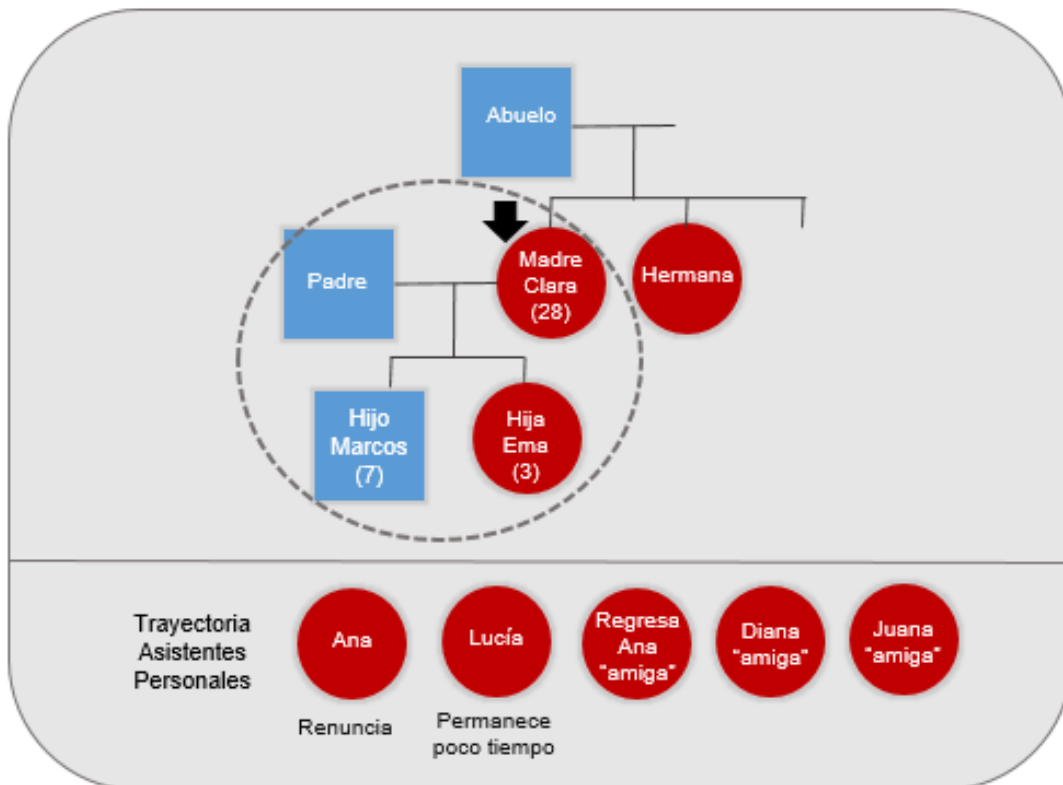 Abuelo
Padre
Madre
Clara
(28)
Hermana
Hijo
Marcos
(7)
Hija
Ema
(3)
Trayectoria
Asistentes
Personales
Ana
Renuncia
Lucía
Permanece
poco tiempo
Regresa
Ana
"amiga"
Diana
"amiga"
Juana
"amiga"